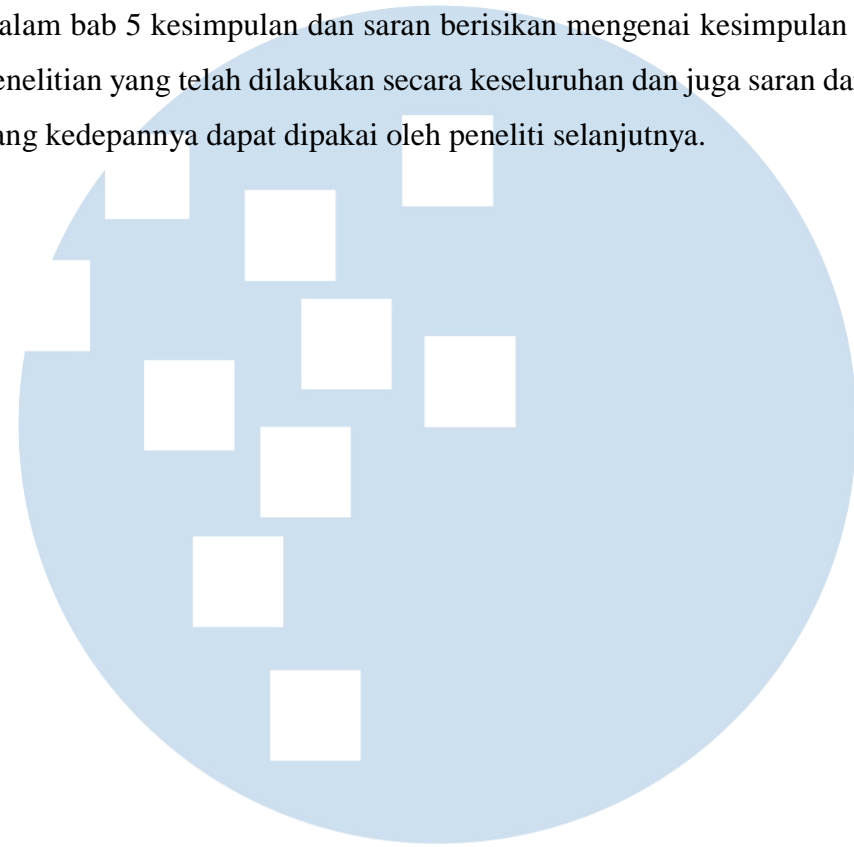 alam bab 5 kesimpulan dan saran berisikan mengenai kesimpulan
enelitian yang telah dilakukan secara keseluruhan dan juga saran da
ang kedepannya dapat dipakai oleh peneliti selanjutnya.